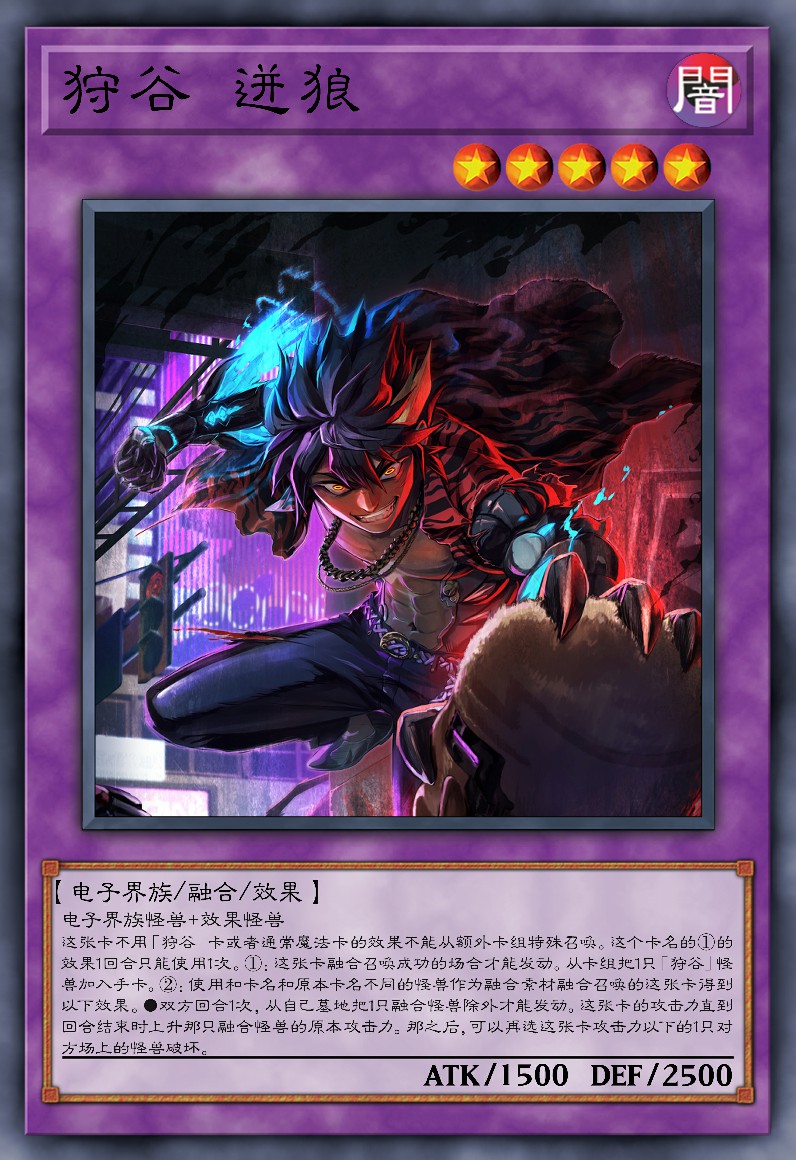 狩谷 迸狼
闇
【 电子界族/融合/效果 】
电子界族怪兽+效果怪兽
这张卡不用「狩谷 卡或者通常魔法卡的效果不能从额外卡组特殊召唤。这个卡名的①的
效果1回合只能使用1次。①：这张卡融合召唤成功的场合才能发动。从卡组把1只「狩谷」怪
兽加入手卡。②：使用和卡名和原本卡名不同的怪兽作为融合素材融合召唤的这张卡得到
以下效果。●双方回合1次，从自己墓地把1只融合怪兽除外才能发动。这张卡的攻击力直到
回合结束时上升那只融合怪兽的原本攻击力。那之后，可以再选这张卡攻击力以下的1只对
方场上的怪兽破坏。
ATK/1500 DEF/2500